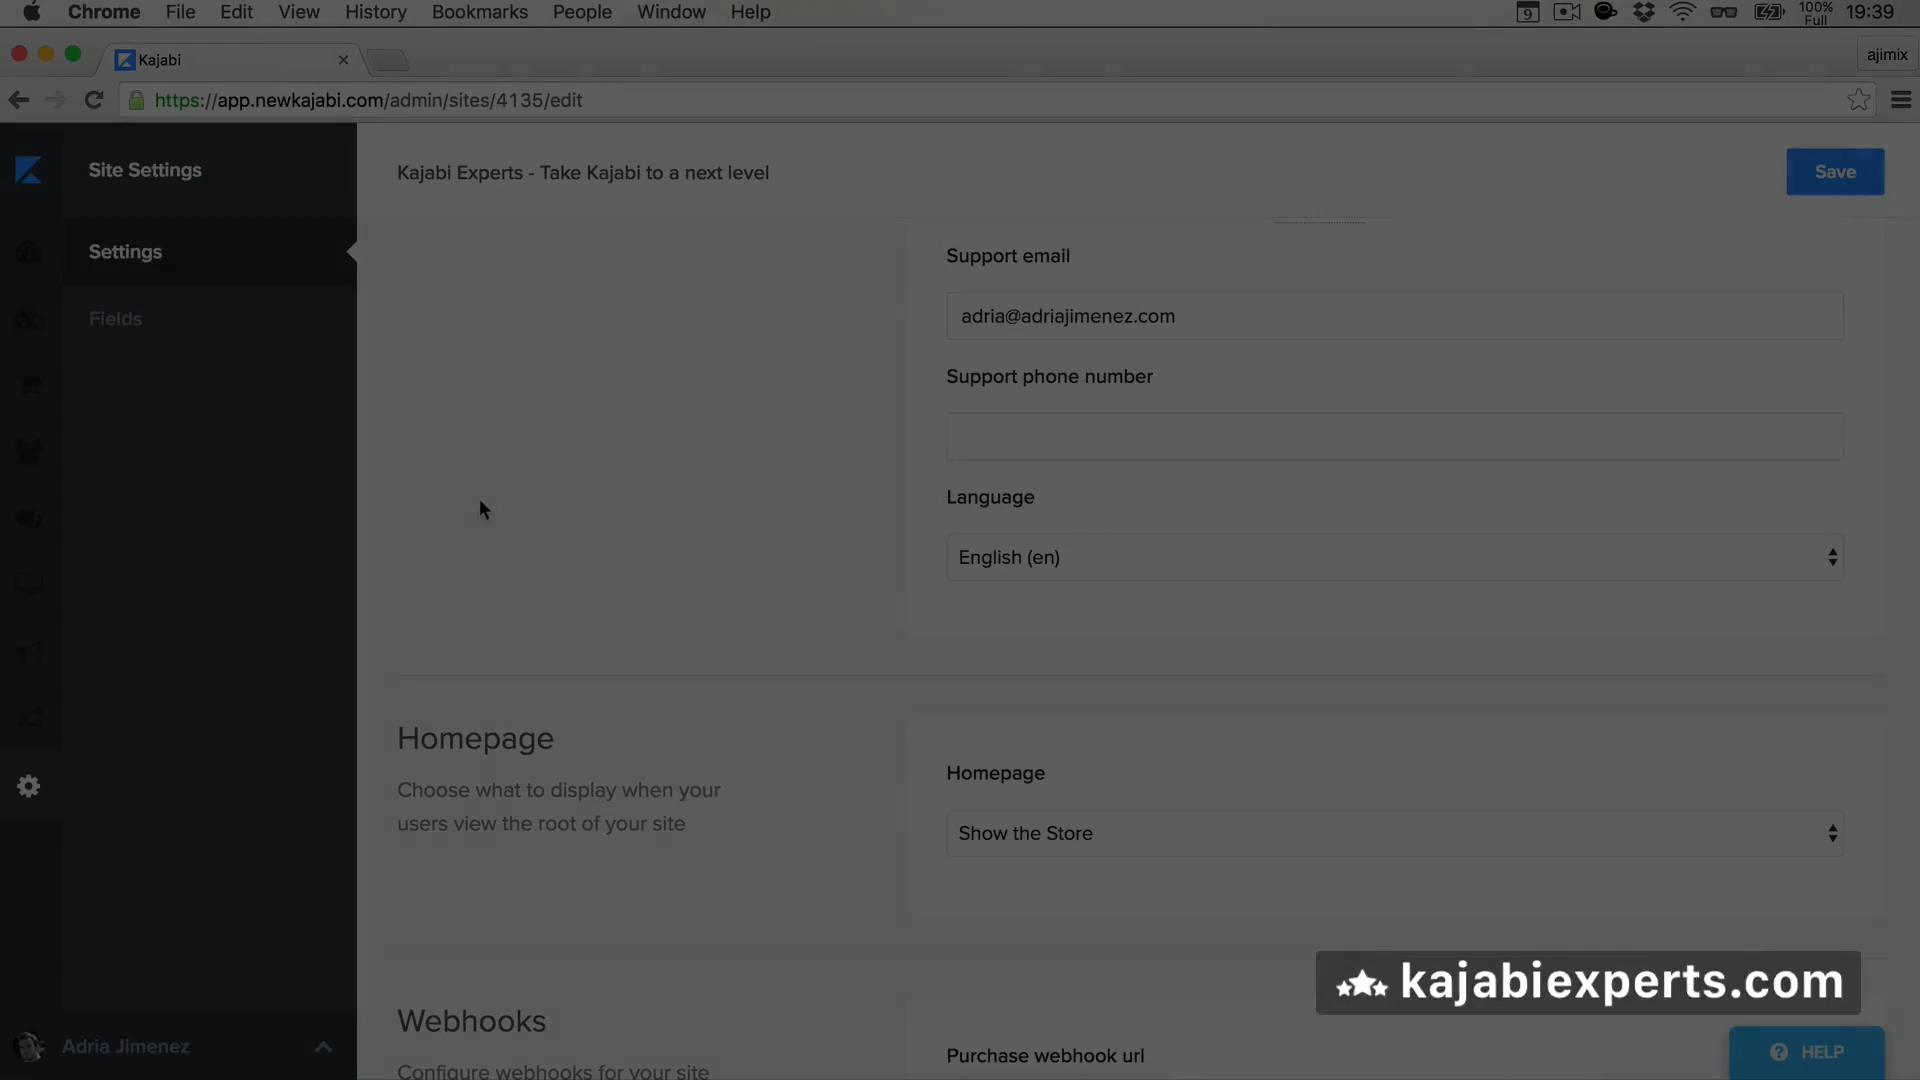 Chrome File Edit View History Bookmarks People Window Help 9 100% Full 19:39
Kajabi ajimix
https://app.newkajabi.com/admin/sites/4135/edit
Site Settings
Kajabi Experts - Take Kajabi to a next level
Save
Settings
Fields
Support email
adria@adriajimenez.com
Support phone number
Language
English (en)
Homepage
Choose what to display when your
users view the root of your site
Homepage
Show the Store
kajabiexperts.com
Webhooks
Configure webhooks for your site
Purchase webhook url
Adria Jimenez
HELP